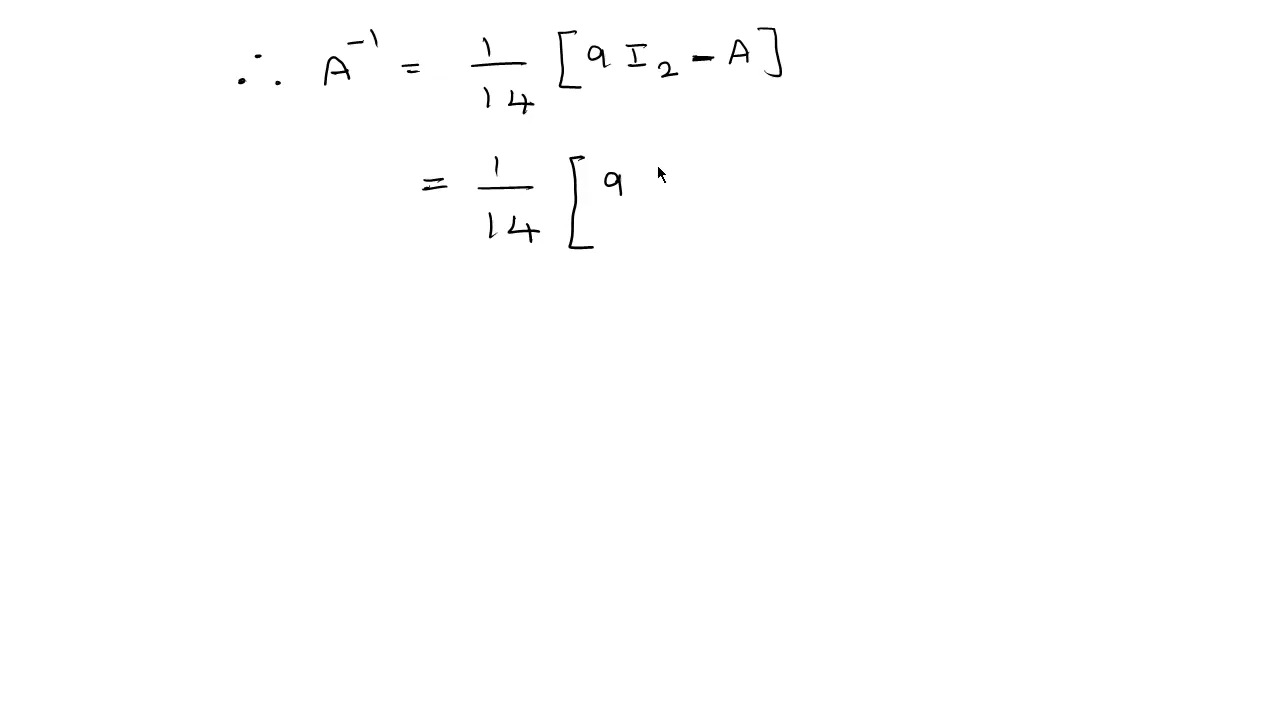 ∴ A⁻¹ = 1/14 [9 I₂ - A]
= 1/14 [ 9